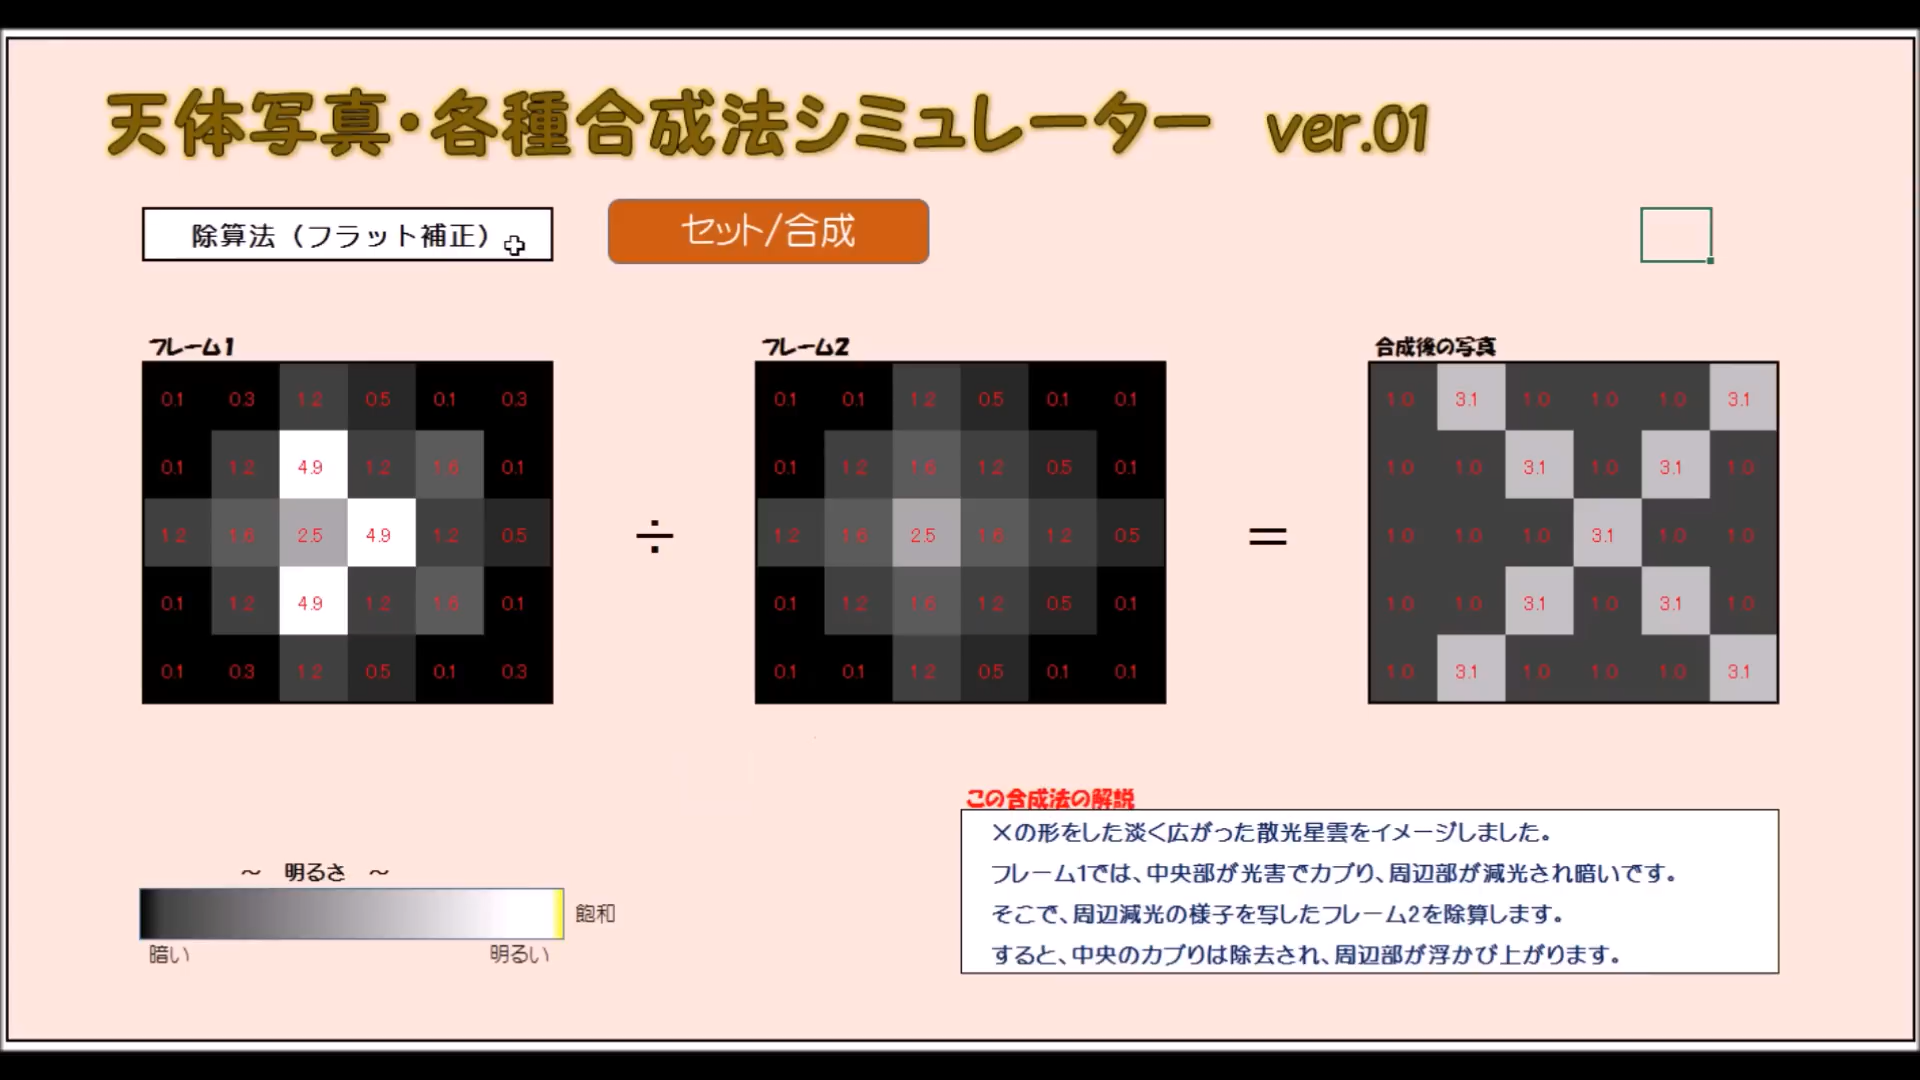 天体写真・各種合成法シミュレーター ver.01
除算法（フラット補正）
セット/合成
フレーム1
フレーム2
合成後の写真
0.1 0.3 1.2 0.5 0.1 0.3
0.1 1.2 4.9 1.2 1.6 0.1
1.2 1.6 2.5 4.9 1.2 0.5
0.1 1.2 4.9 1.2 1.6 0.1
0.1 0.3 1.2 0.5 0.1 0.3
÷
0.1 0.1 1.2 0.5 0.1 0.1
0.1 1.2 1.6 1.2 0.5 0.1
1.2 1.6 2.5 1.6 1.2 0.5
0.1 1.2 1.6 1.2 0.5 0.1
0.1 0.1 1.2 0.5 0.1 0.1
=
1.0 3.1 1.0 1.0 1.0 3.1
1.0 1.0 3.1 1.0 3.1 1.0
1.0 1.0 1.0 3.1 1.0 1.0
1.0 1.0 3.1 1.0 3.1 1.0
1.0 3.1 1.0 1.0 1.0 3.1
この合成法の解説
×の形をした淡く広がった散光星雲をイメージしました。
フレーム1では、中央部が光害でカブり、周辺部が減光され暗いです。
そこで、周辺減光の様子を写したフレーム2を除算します。
すると、中央のカブりは除去され、周辺部が浮かび上がります。
～ 明るさ ～
飽和
暗い
明るい